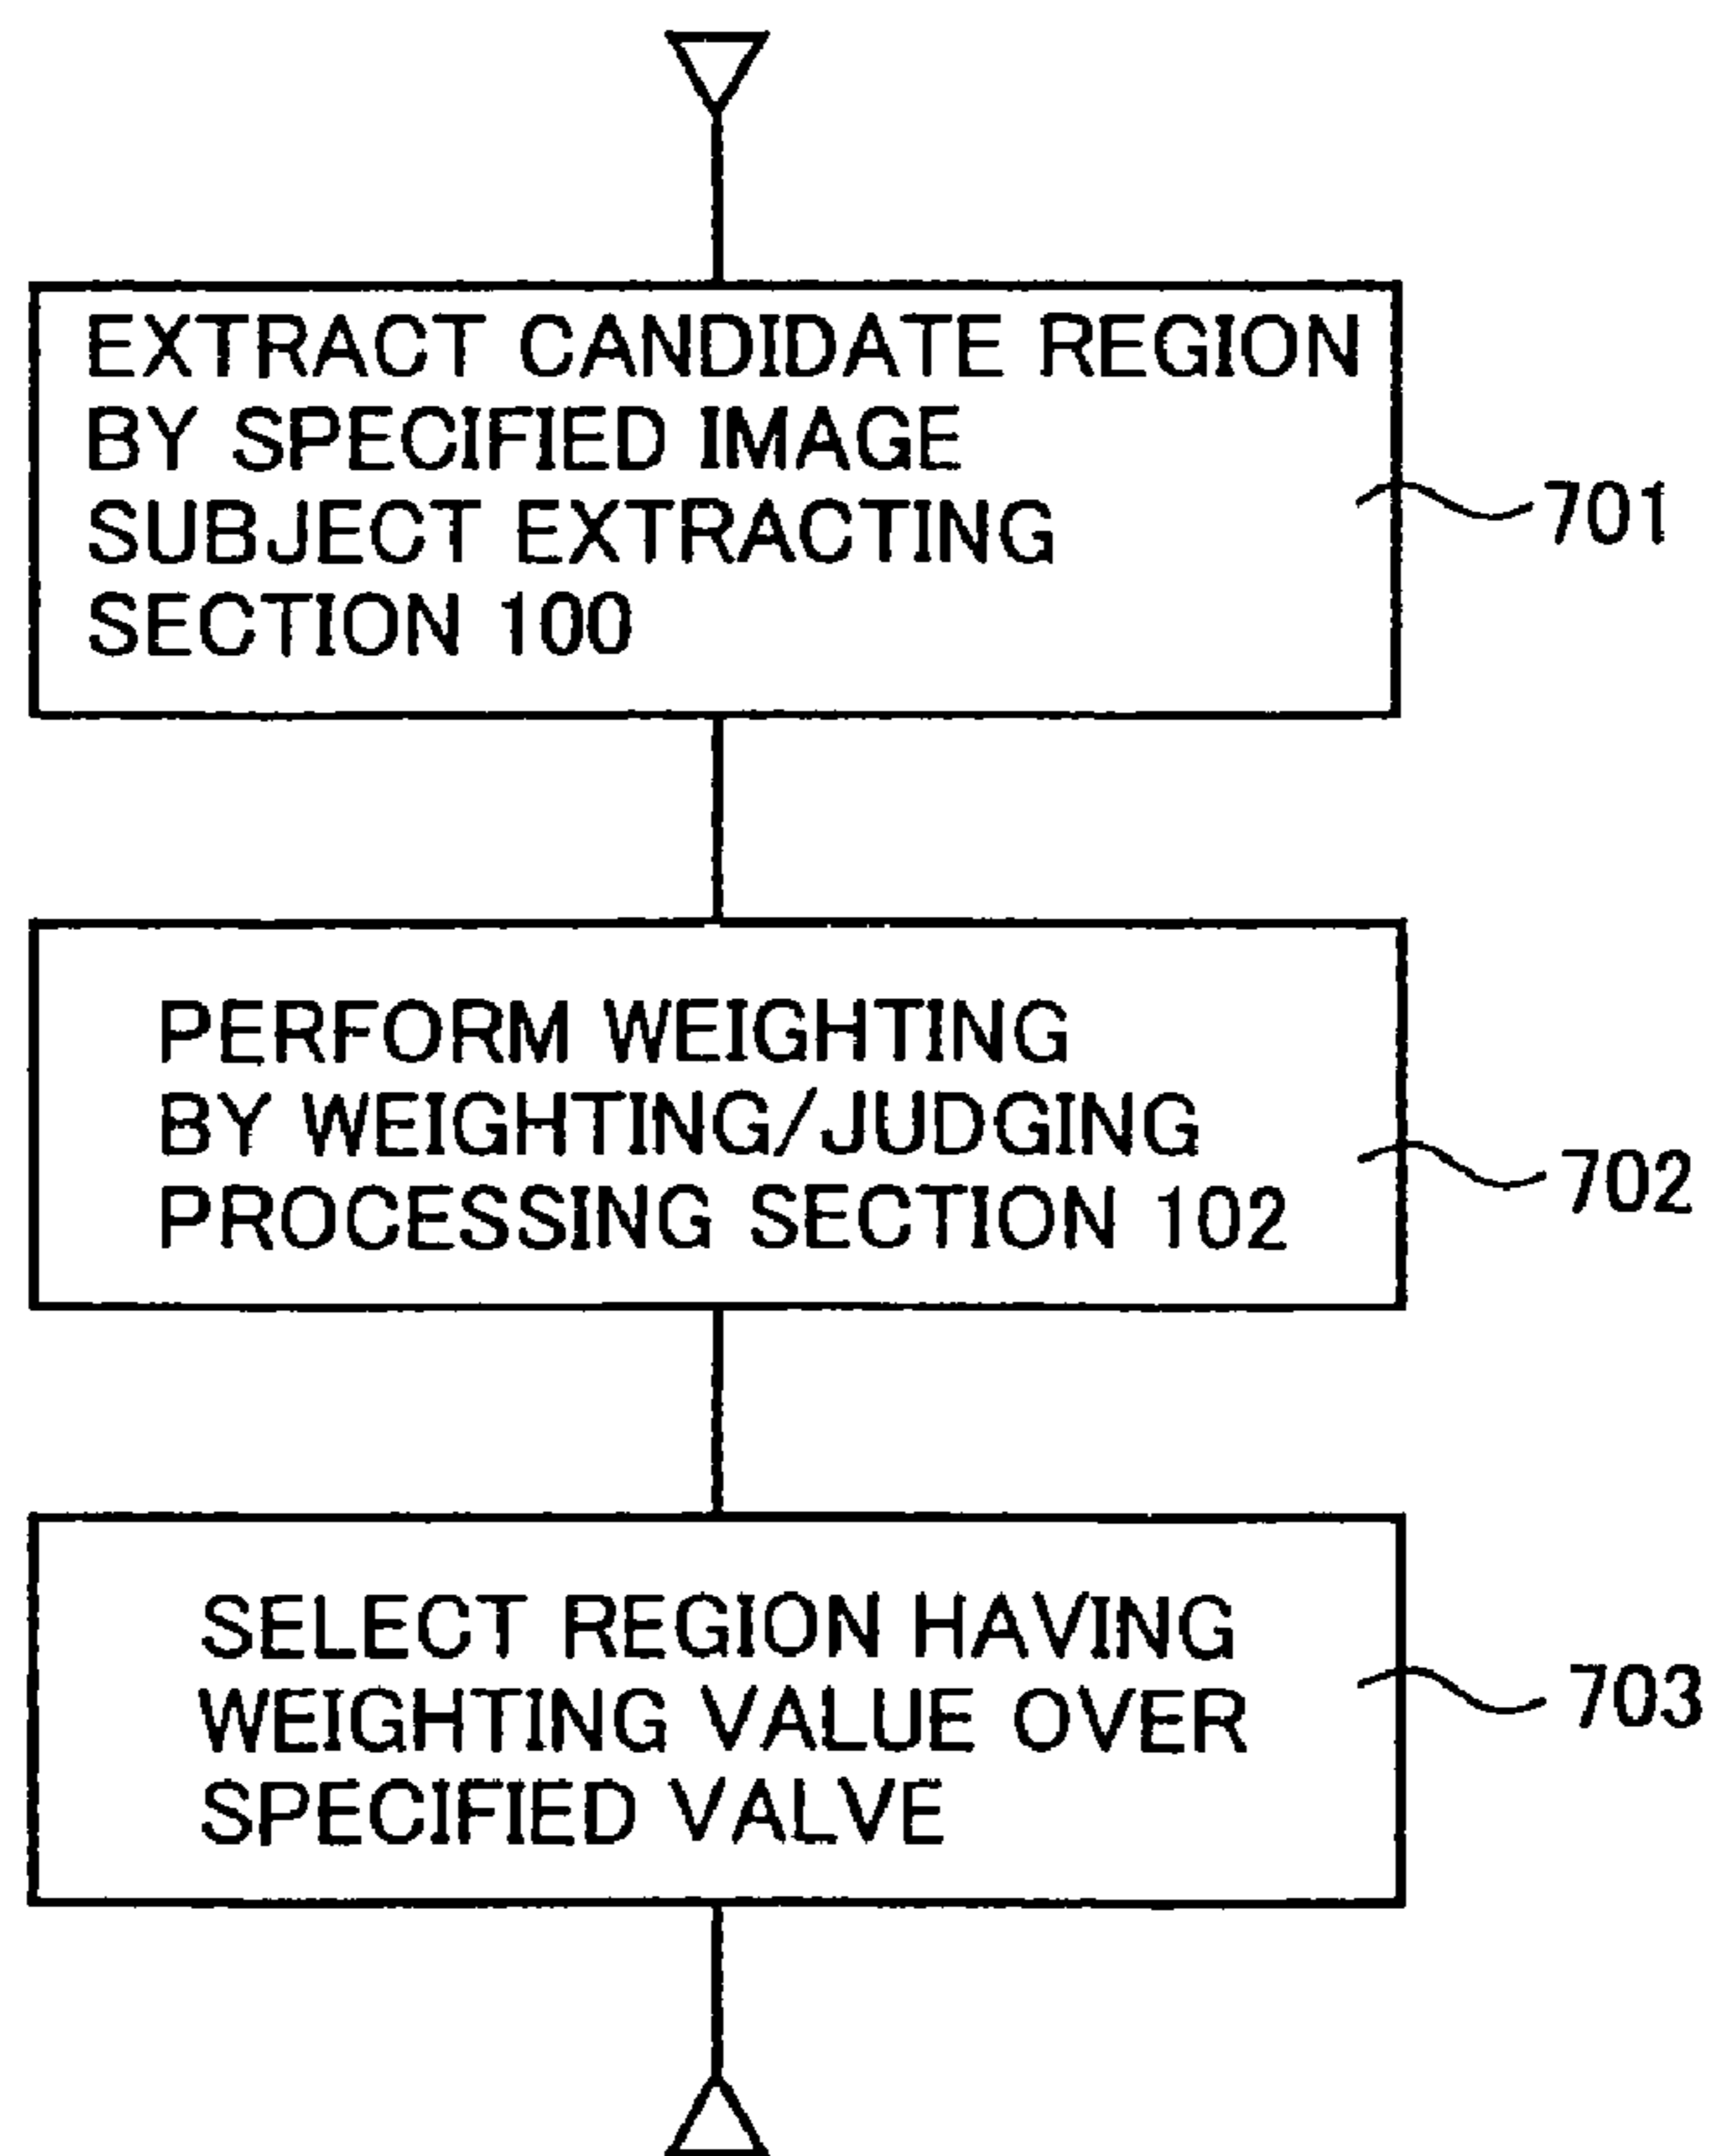 EXTRACT CANDIDATE REGION
BY SPECIFIED IMAGE
SUBJECT EXTRACTING
SECTION 100
701
PERFORM WEIGHTING
BY WEIGHTING/JUDGING
PROCESSING SECTION 102
702
SELECT REGION HAVING
WEIGHTING VALUE OVER
SPECIFIED VALVE
703